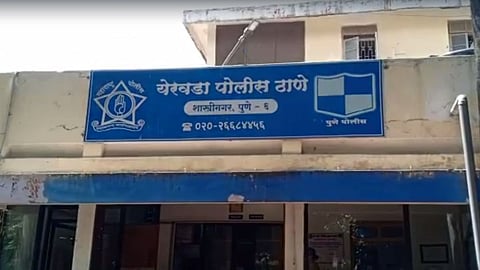 येरवडा पोलीस ठाणे
शास्त्रीनगर, पुणे - ६
☎०२०-२६६८४४५६
पुणे पोलीस